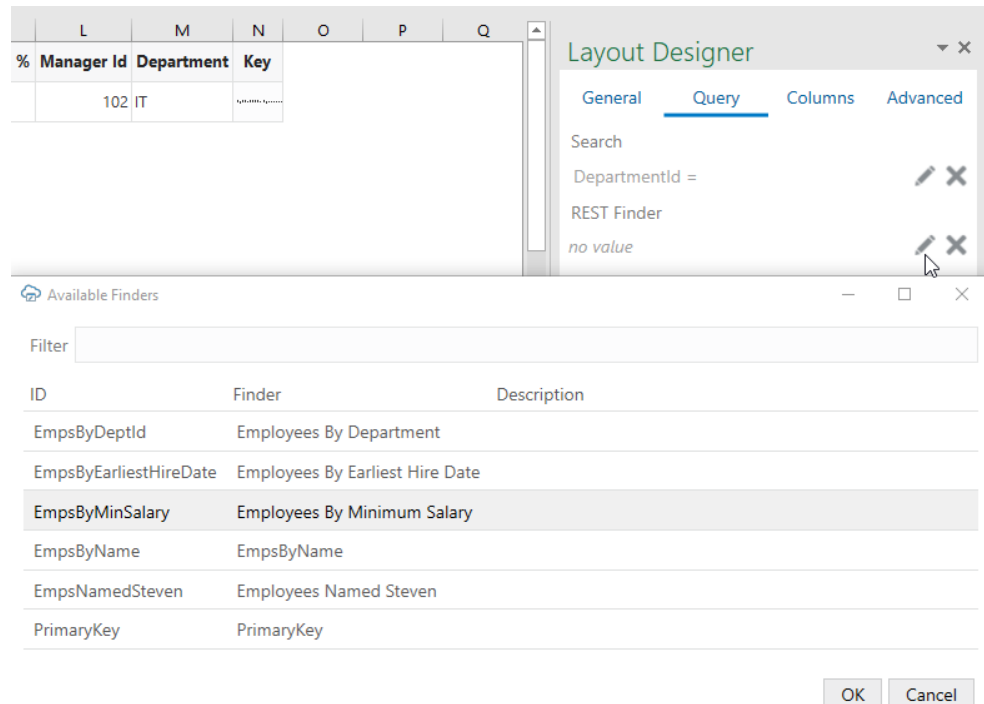 L M N O P Q
% Manager Id Department Key
102 IT
Layout Designer
General Query Columns Advanced
Search
DepartmentId =
REST Finder
no value
Available Finders
Filter
ID Finder Description
EmpsByDeptId Employees By Department
EmpsByEarliestHireDate Employees By Earliest Hire Date
EmpsByMinSalary Employees By Minimum Salary
EmpsByName EmpsByName
EmpsNamedSteven Employees Named Steven
PrimaryKey PrimaryKey
OK Cancel